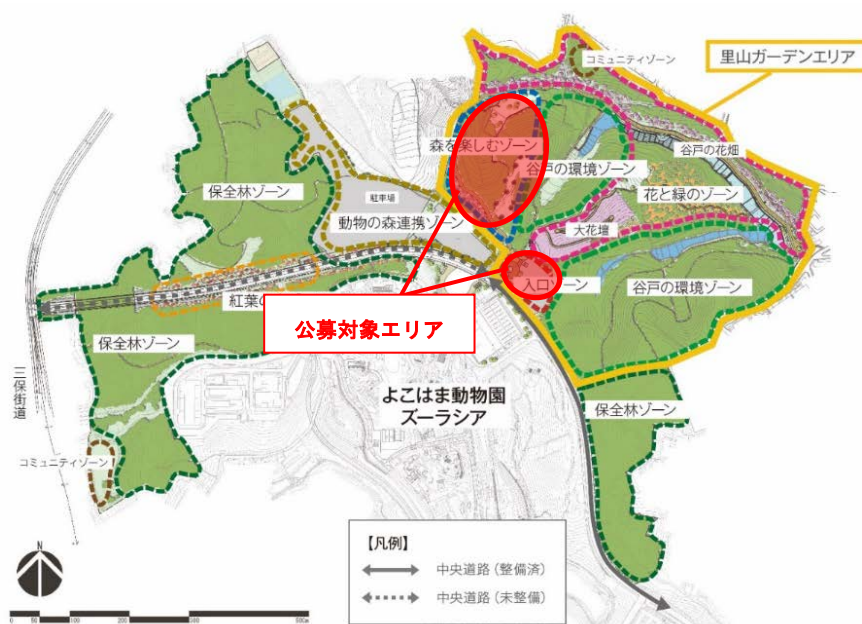 コミュニティゾーン
里山ガーデンエリア
森を楽しむゾーン
谷戸の花畑
谷戸の環境ゾーン
保全林ゾーン
花と緑のゾーン
駐車場
動物の森連携ゾーン
大花壇
入口ゾーン
谷戸の環境ゾーン
紅葉の
公募対象エリア
保全林ゾーン
三保街道
よこはま動物園
ズーラシア
保全林ゾーン
コミュニティゾーン
【凡例】
中央道路(整備済)
中央道路(未整備)
N
0 50 100 200 300 500m